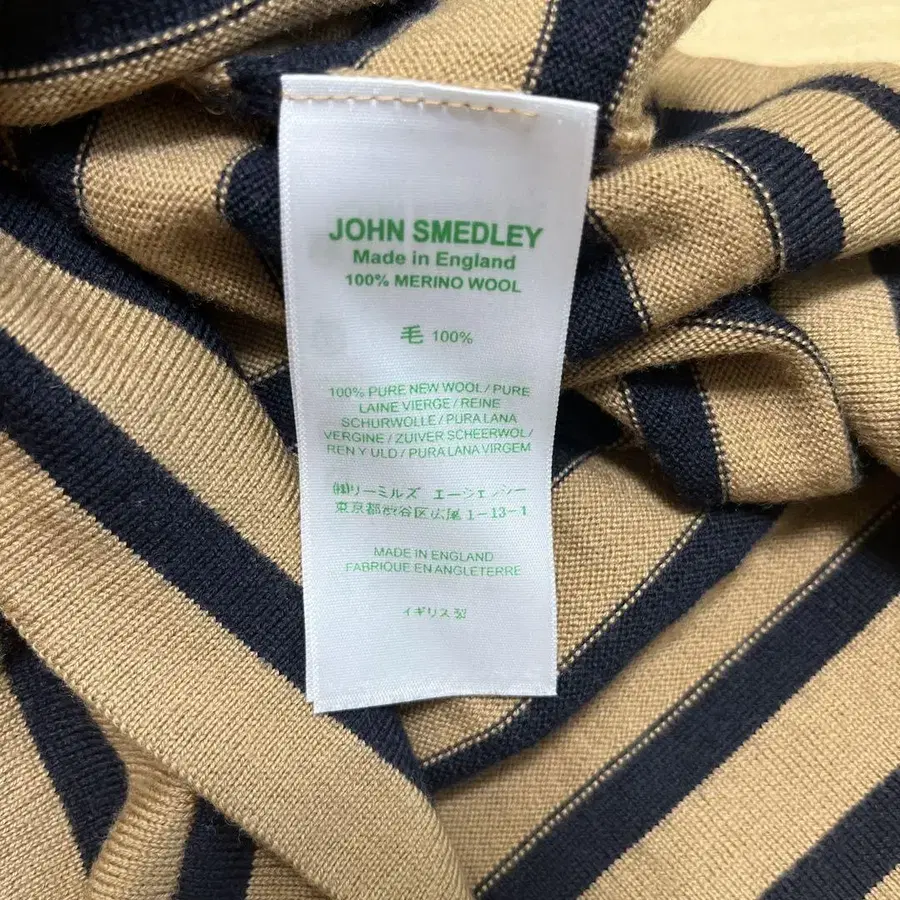 JOHN SMEDLEY
Made in England
100% MERINO WOOL
毛 100%
100% PURE NEW WOOL / PURE
LAINE VIERGE / REINE
SCHURWOLLE / PURA LANA
VERGINE / ZUIVER SCHEERWOL/
REN Y ULD / PURA LANA VIRGEM
㈱リーミルズ エージェンシー
東京都渋谷区広尾 1-13-1
MADE IN ENGLAND
FABRIQUE EN ANGLETERRE
イギリス製